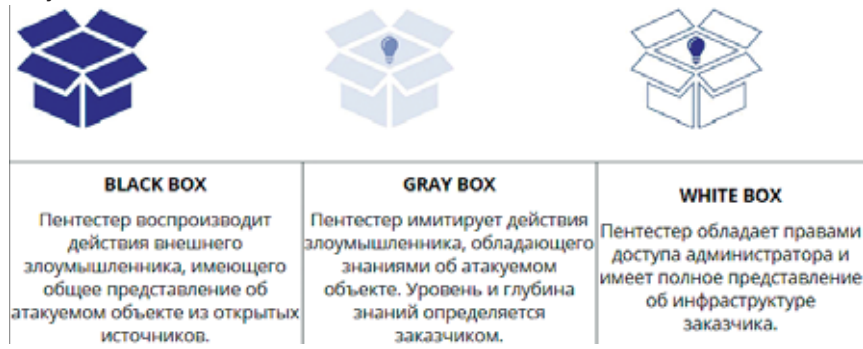 BLACK BOX
Пентестер воспроизводит
действия внешнего
злоумышленника, имеющего
общее представление об
атакуемом объекте из открытых
источников.
GRAY BOX
Пентестер имитирует действия
злоумышленника, обладающего
знаниями об атакуемом
объекте. Уровень и глубина
знаний определяется
заказчиком.
WHITE BOX
Пентестер обладает правами
доступа администратора и
имеет полное представление
об инфраструктуре
заказчика.